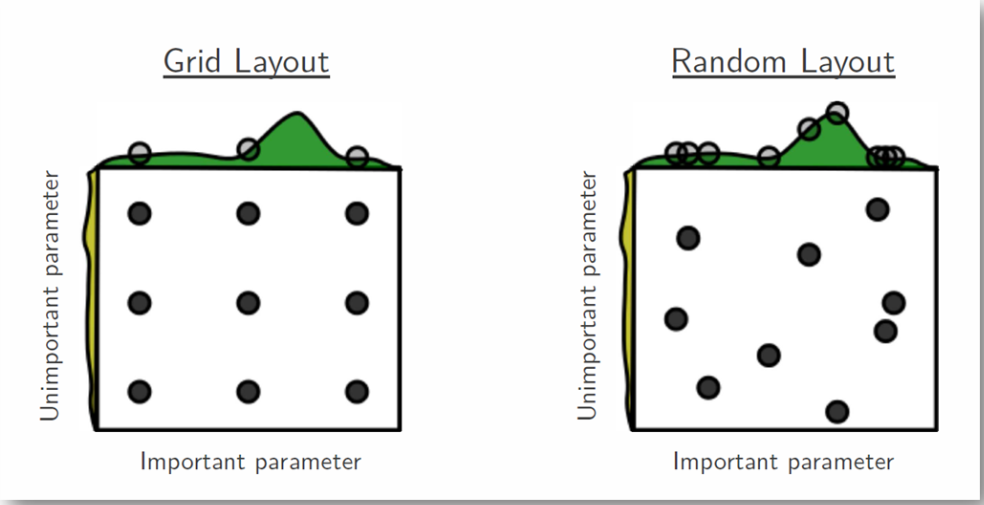 Grid Layout
Unimportant parameter
Important parameter
Random Layout
Unimportant parameter
Important parameter